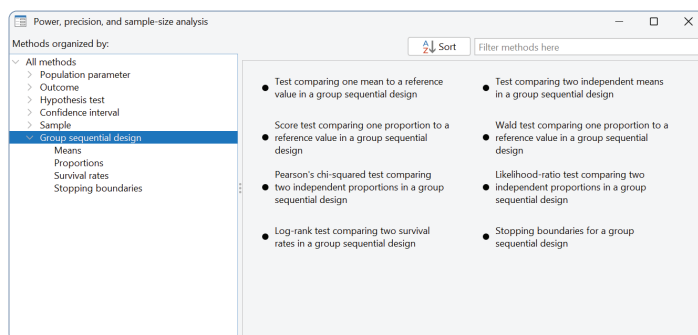 Power, precision, and sample-size analysis
Methods organized by:
Sort
Filter methods here
All methods
Population parameter
Outcome
Hypothesis test
Confidence interval
Sample
Group sequential design
Means
Proportions
Survival rates
Stopping boundaries
Test comparing one mean to a reference
value in a group sequential design
Test comparing two independent means
in a group sequential design
Score test comparing one proportion to a
reference value in a group sequential
design
Wald test comparing one proportion to a
reference value in a group sequential
design
Pearson's chi-squared test comparing
two independent proportions in a group
sequential design
Likelihood-ratio test comparing two
independent proportions in a group
sequential design
Log-rank test comparing two survival
rates in a group sequential design
Stopping boundaries for a group
sequential design